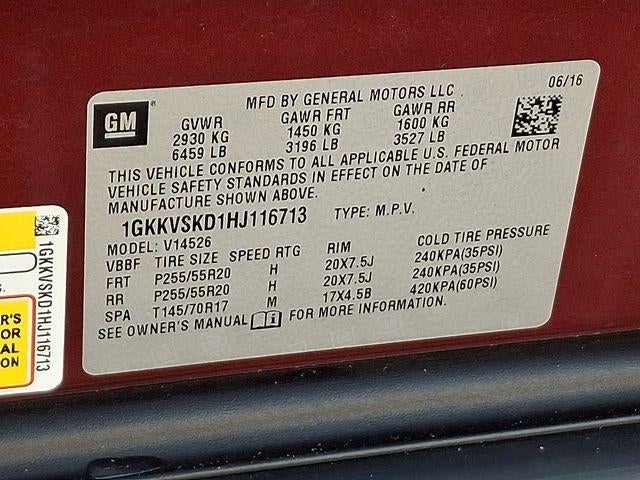 GM
MFD BY GENERAL MOTORS LLC 06/16
GVWR GAWR FRT GAWR RR
2930 KG 1450 KG 1600 KG
6459 LB 3196 LB 3527 LB
THIS VEHICLE CONFORMS TO ALL APPLICABLE U.S. FEDERAL MOTOR
VEHICLE SAFETY STANDARDS IN EFFECT ON THE DATE OF
MANUFACTURE SHOWN ABOVE.
1GKKVSKD1HJ116713 TYPE: M.P.V.
MODEL: V14526
VBBF TIRE SIZE SPEED RTG RIM COLD TIRE PRESSURE
FRT P255/55R20 H 20X7.5J 240KPA(35PSI)
RR P255/55R20 H 20X7.5J 240KPA(35PSI)
SPA T145/70R17 M 17X4.5B 420KPA(60PSI)
SEE OWNER'S MANUAL i FOR MORE INFORMATION.
1GKKVSKD1HJ116713
ER'S
OR
AL
ON